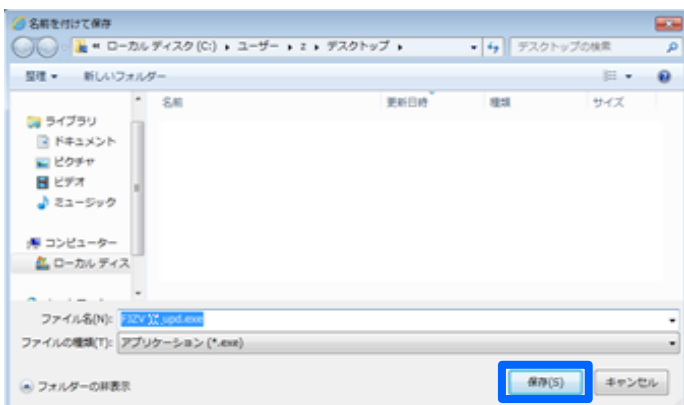 名前を付けて保存
« ローカル ディスク (C:) ▸ ユーザー ▸ z ▸ デスクトップ ▸ デスクトップの検索
整理 ▼ 新しいフォルダー
名前 更新日時 種類 サイズ
ライブラリ
ドキュメント
ピクチャ
ビデオ
ミュージック
コンピューター
ローカル ディス
ファイル名(N): _upd.exe
ファイルの種類(T): アプリケーション (*.exe)
フォルダーの非表示 保存(S) キャンセル